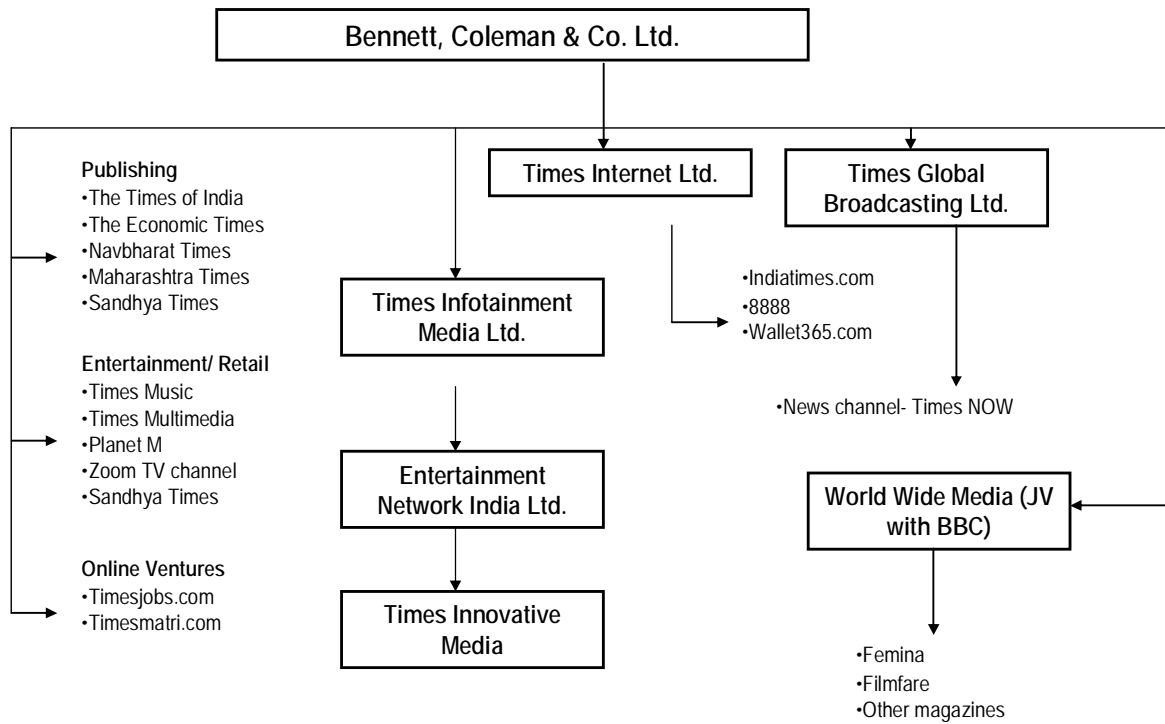 Bennett, Coleman & Co. Ltd.
Publishing
•The Times of India
•The Economic Times
•Navbharat Times
•Maharashtra Times
•Sandhya Times
Entertainment/ Retail
•Times Music
•Times Multimedia
•Planet M
•Zoom TV channel
•Sandhya Times
Online Ventures
•Timesjobs.com
•Timesmatri.com
Times Infotainment
Media Ltd.
Entertainment
Network India Ltd.
Times Innovative
Media
Times Internet Ltd.
•Indiatimes.com
•8888
•Wallet365.com
Times Global
Broadcasting Ltd.
•News channel- Times NOW
World Wide Media (JV
with BBC)
•Femina
•Filmfare
•Other magazines